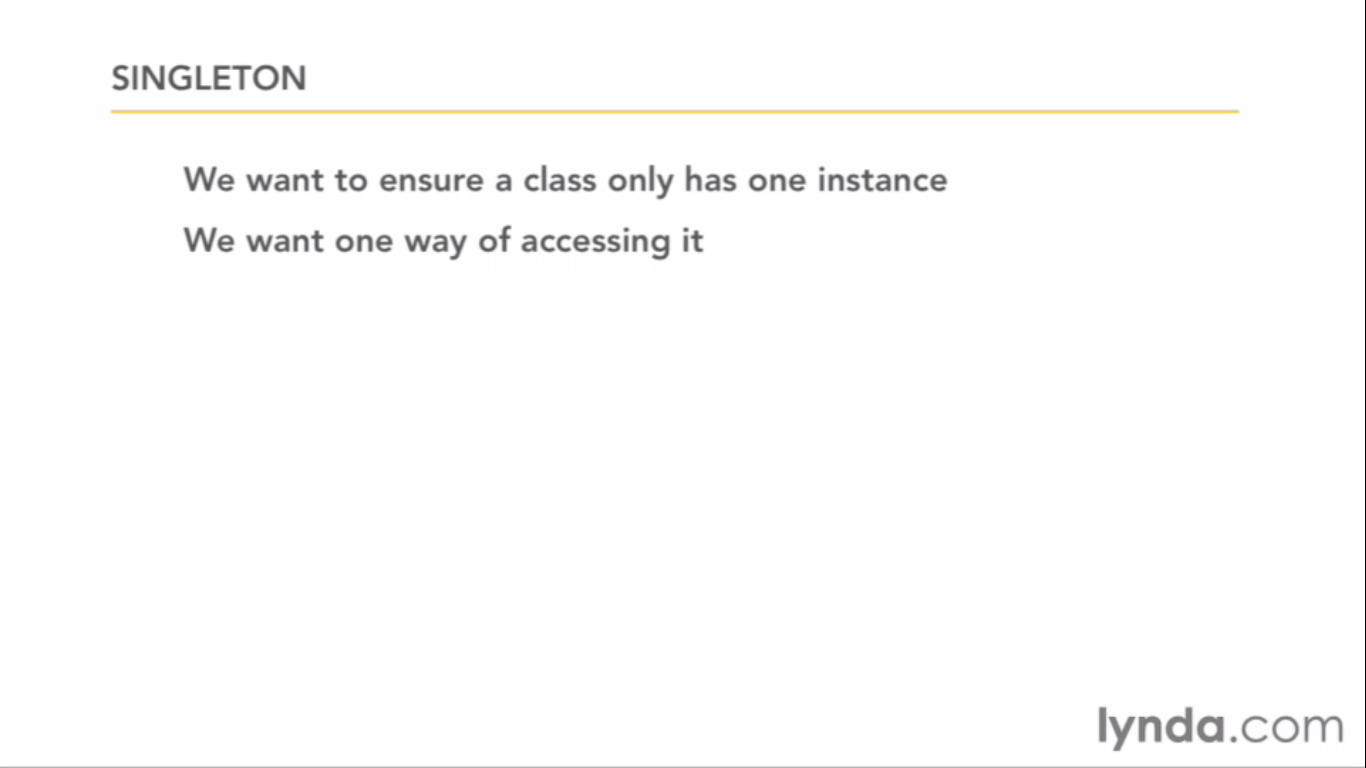 SINGLETON
We want to ensure a class only has one instance
We want one way of accessing it
lynda.com